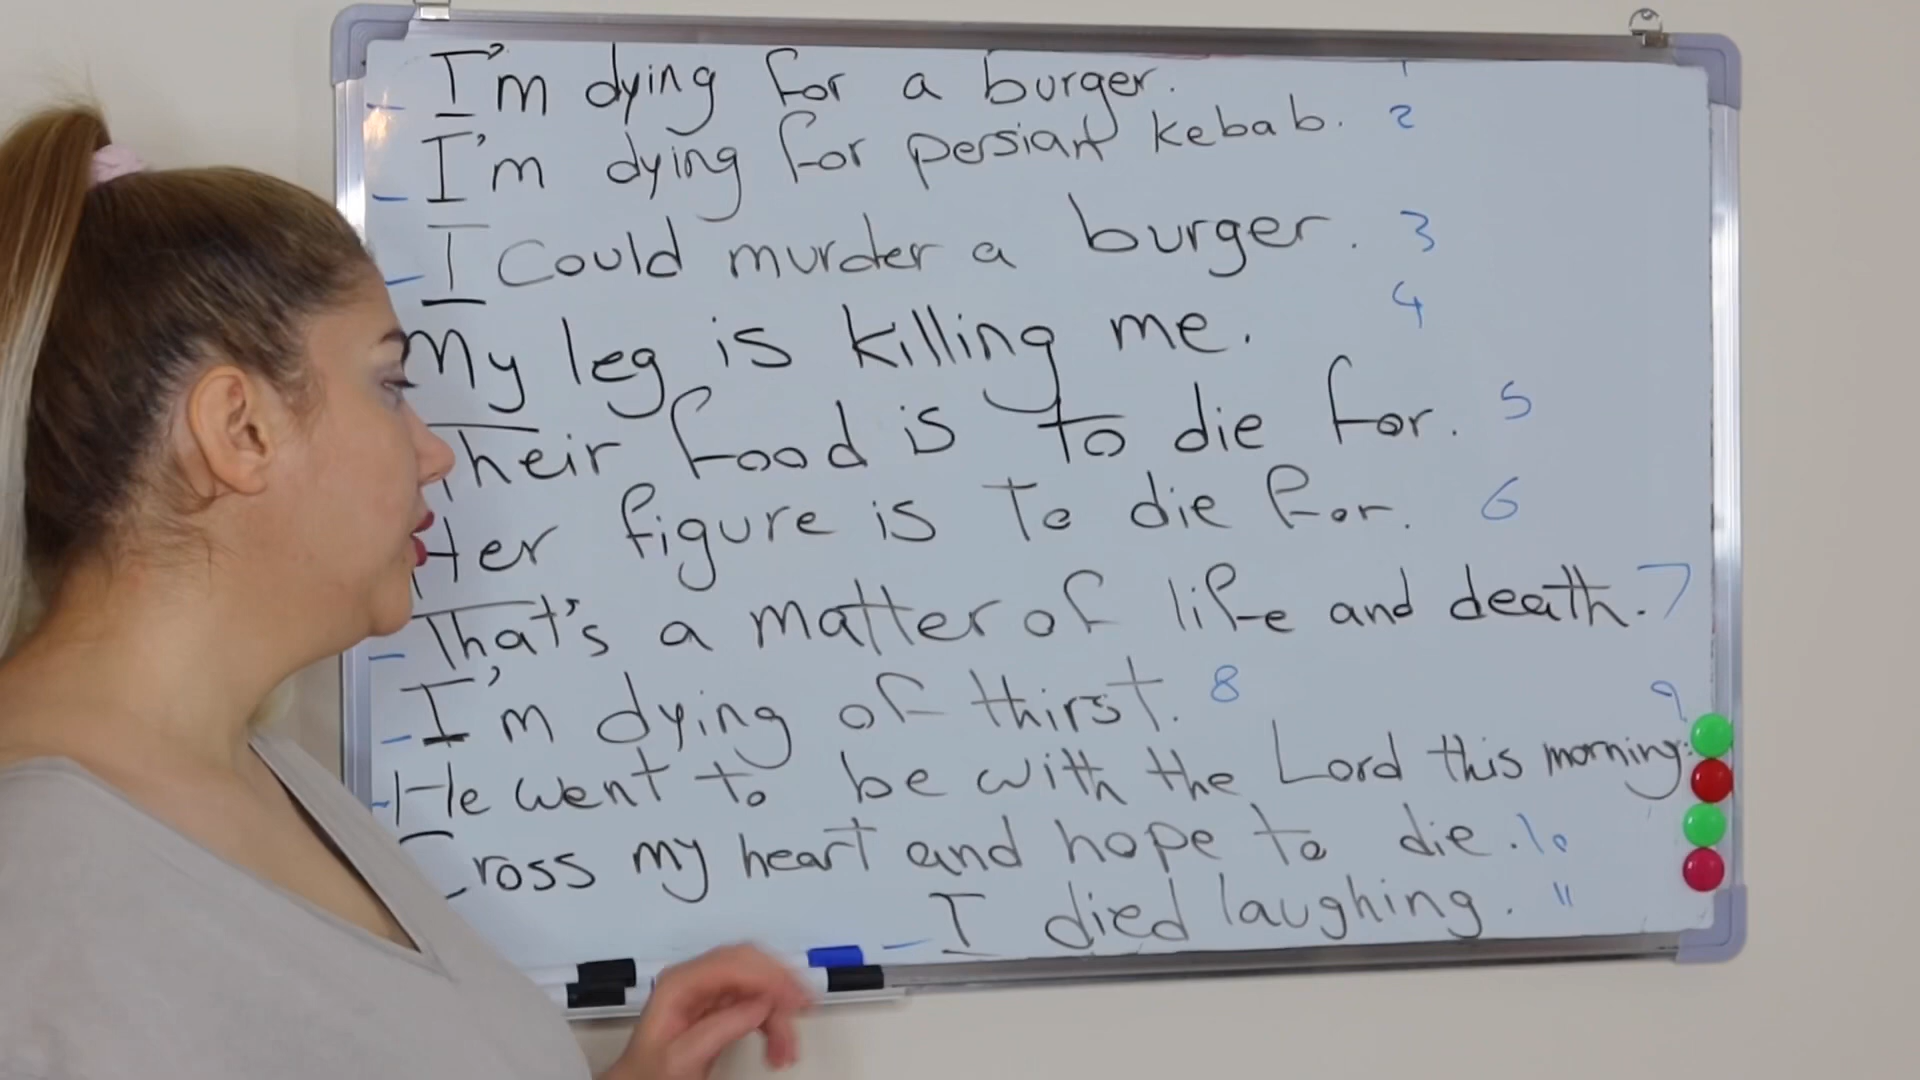 - I'm dying for a burger. 1
- I'm dying for persian kebab. 2
- I Could murder a burger. 3
My leg is killing me. 4
Their food is to die for. 5
Her figure is to die for. 6
- That's a matter of life and death. 7
- I'm dying of thirst. 8
- He went to be with the Lord this morning. 9
Cross my heart and hope to die. 10
- I died laughing. 11